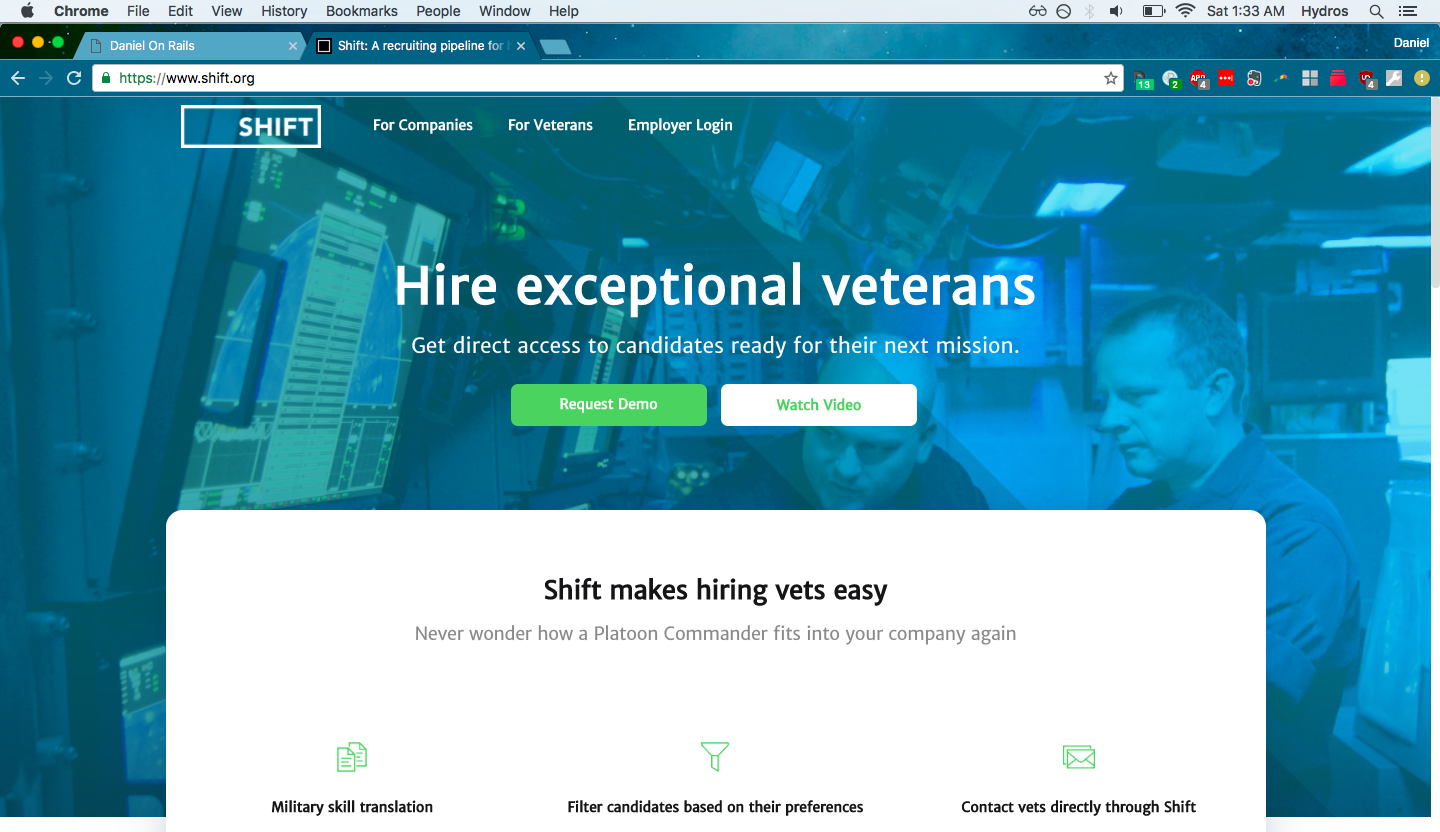 Chrome File Edit View History Bookmarks People Window Help Sat 1:33 AM Hydros
Daniel On Rails Shift: A recruiting pipeline for Daniel
https://www.shift.org 13 2 ABP 4 4
SHIFT For Companies For Veterans Employer Login
Hire exceptional veterans
Get direct access to candidates ready for their next mission.
Request Demo Watch Video
Shift makes hiring vets easy
Never wonder how a Platoon Commander fits into your company again
Military skill translation Filter candidates based on their preferences Contact vets directly through Shift